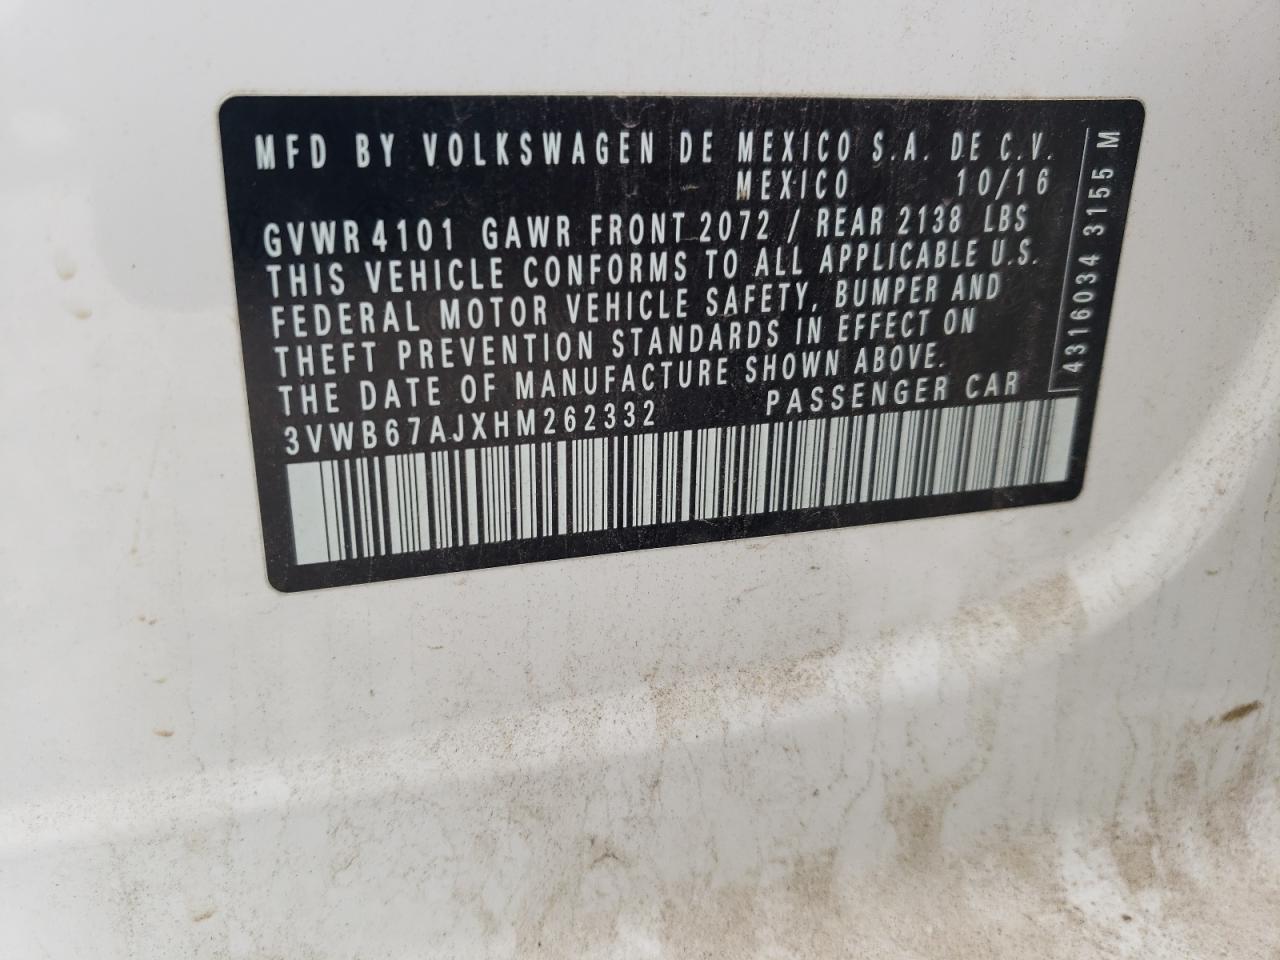 MFD BY VOLKSWAGEN DE MEXICO S.A. DE C.V.
MEXICO 10/16
GVWR 4101 GAWR FRONT 2072 / REAR 2138 LBS
THIS VEHICLE CONFORMS TO ALL APPLICABLE U.S.
FEDERAL MOTOR VEHICLE SAFETY, BUMPER AND
THEFT PREVENTION STANDARDS IN EFFECT ON
THE DATE OF MANUFACTURE SHOWN ABOVE.
3VWB67AJXHM262332 PASSENGER CAR
4316034 3155 M